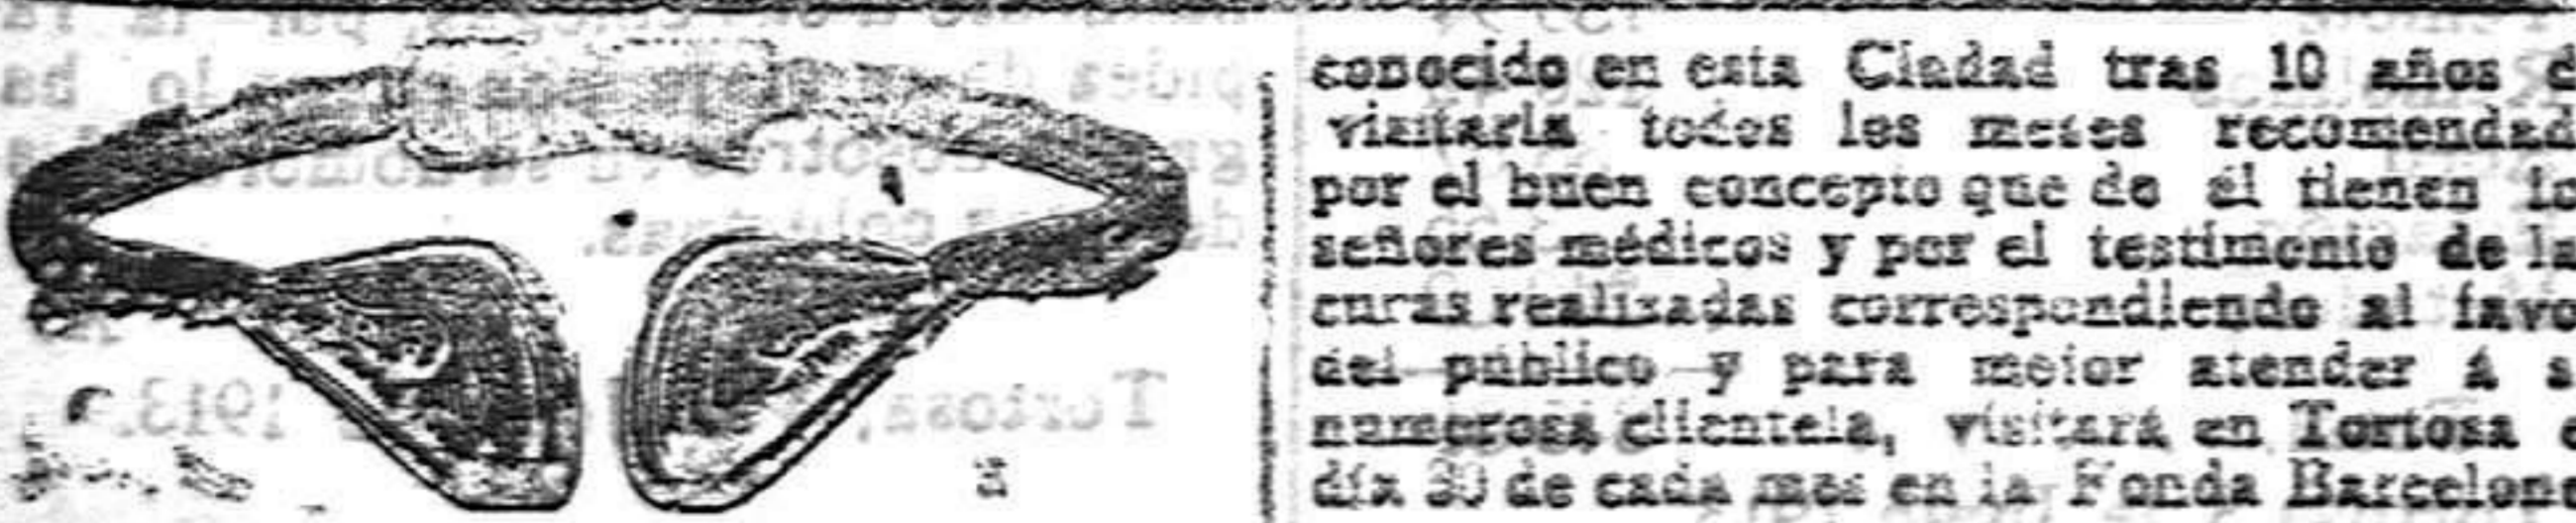 conocido en esta Ciudad tras 10 años d
visitarla todos los meses recomendad
por el buen concepto que de él tienen lo
señores médicos y por el testimonio de la
curas realizadas correspondiendo al favo
del público y para mejor atender á s
numerosa clientela, visitará en Tortosa e
día 30 de cada mes en la Fonda Barcelone